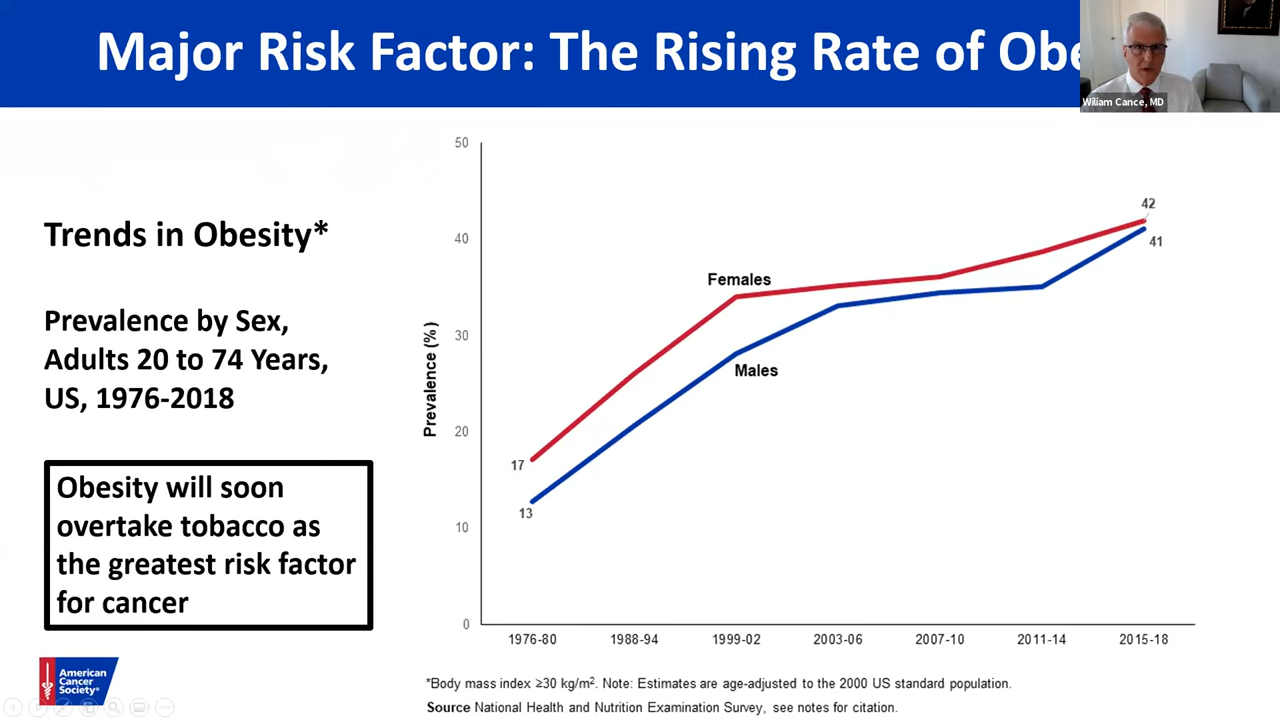 Major Risk Factor: The Rising Rate of Obe
Wiliam Cance, MD
Trends in Obesity*
Prevalence by Sex,
Adults 20 to 74 Years,
US, 1976-2018
Obesity will soon
overtake tobacco as
the greatest risk factor
for cancer
American
Cancer
Society®
Prevalence (%)
50
40
30
20
10
0
Females
Males
17
13
42
41
1976-80 1988-94 1999-02 2003-06 2007-10 2011-14 2015-18
*Body mass index ≥30 kg/m². Note: Estimates are age-adjusted to the 2000 US standard population.
Source National Health and Nutrition Examination Survey, see notes for citation.